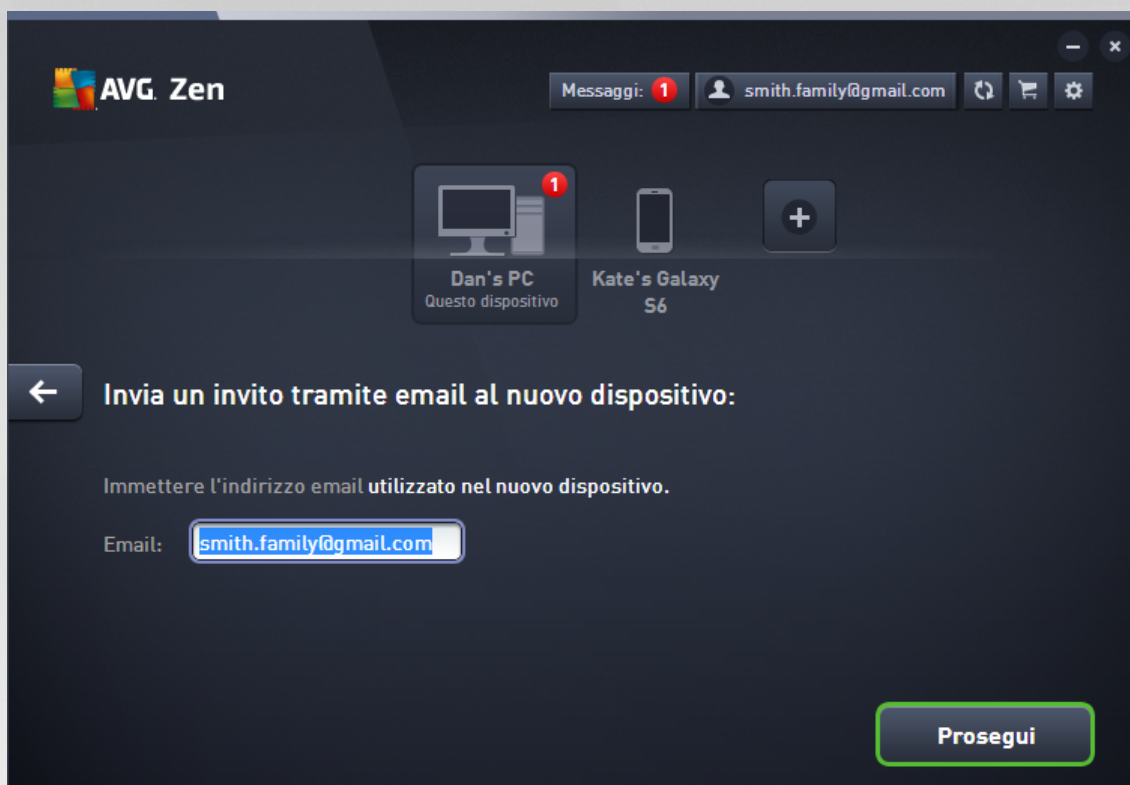 AVG. Zen
Messaggi: 1
smith.family@gmail.com
1
Dan's PC
Questo dispositivo
Kate's Galaxy
S6
Invia un invito tramite email al nuovo dispositivo:
Immettere l'indirizzo email utilizzato nel nuovo dispositivo.
Email: smith.family@gmail.com
Prosegui